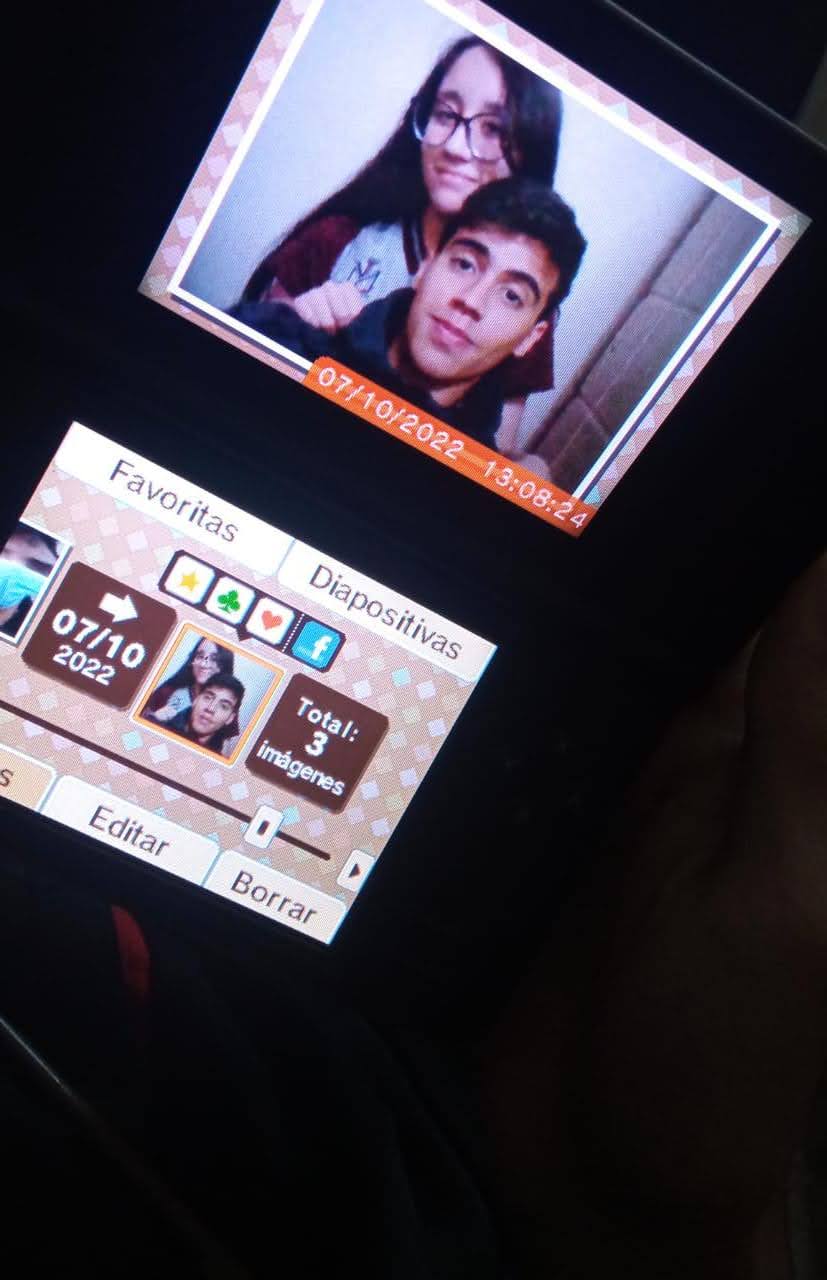 07/10/2022 13:08:24
Favoritas
Diapositivas
07/10
2022
Total:
3
imágenes
Editar
Borrar